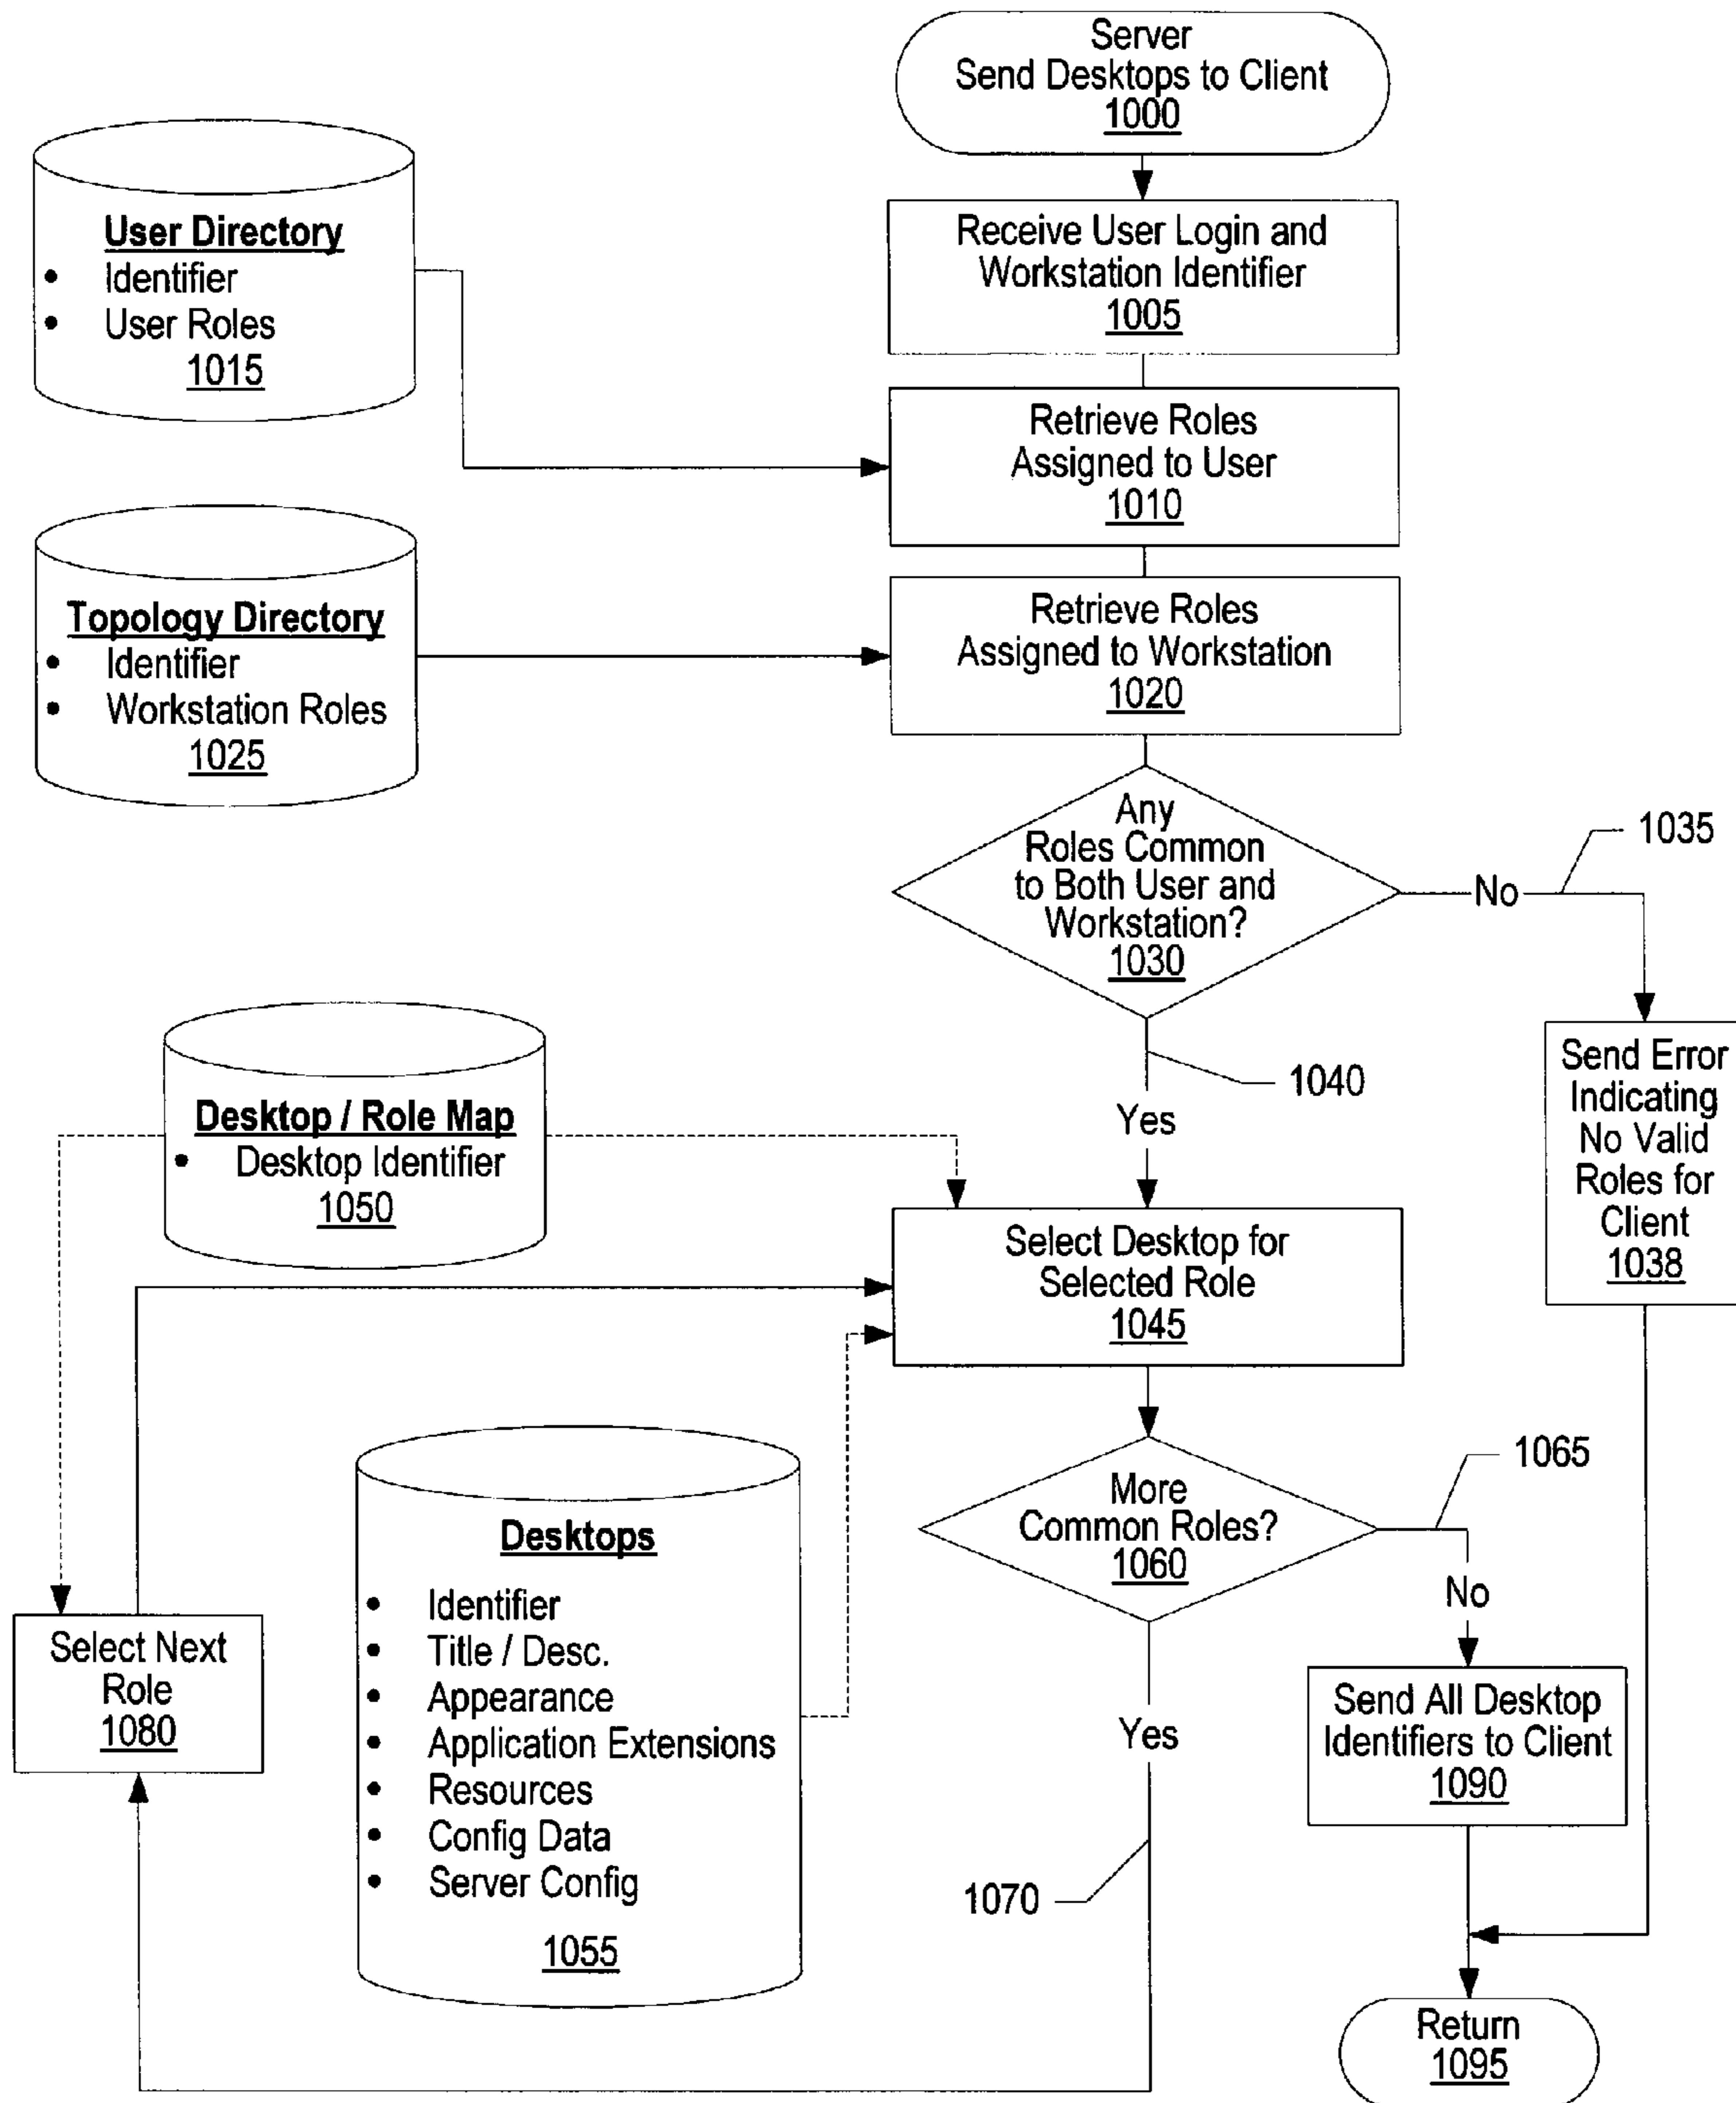 Server
Send Desktops to Client
1000
User Directory
• Identifier
• User Roles
1015
Receive User Login and
Workstation Identifier
1005
Retrieve Roles
Assigned to User
1010
Topology Directory
• Identifier
• Workstation Roles
1025
Retrieve Roles
Assigned to Workstation
1020
Any
Roles Common
to Both User and
Workstation?
1030
No
1035
1040
Yes
Send Error
Indicating
No Valid
Roles for
Client
1038
Desktop / Role Map
• Desktop Identifier
1050
Select Desktop for
Selected Role
1045
More
Common Roles?
1060
1065
No
Desktops
• Identifier
• Title / Desc.
• Appearance
• Application Extensions
• Resources
• Config Data
• Server Config
1055
Select Next
Role
1080
Yes
1070
Send All Desktop
Identifiers to Client
1090
Return
1095